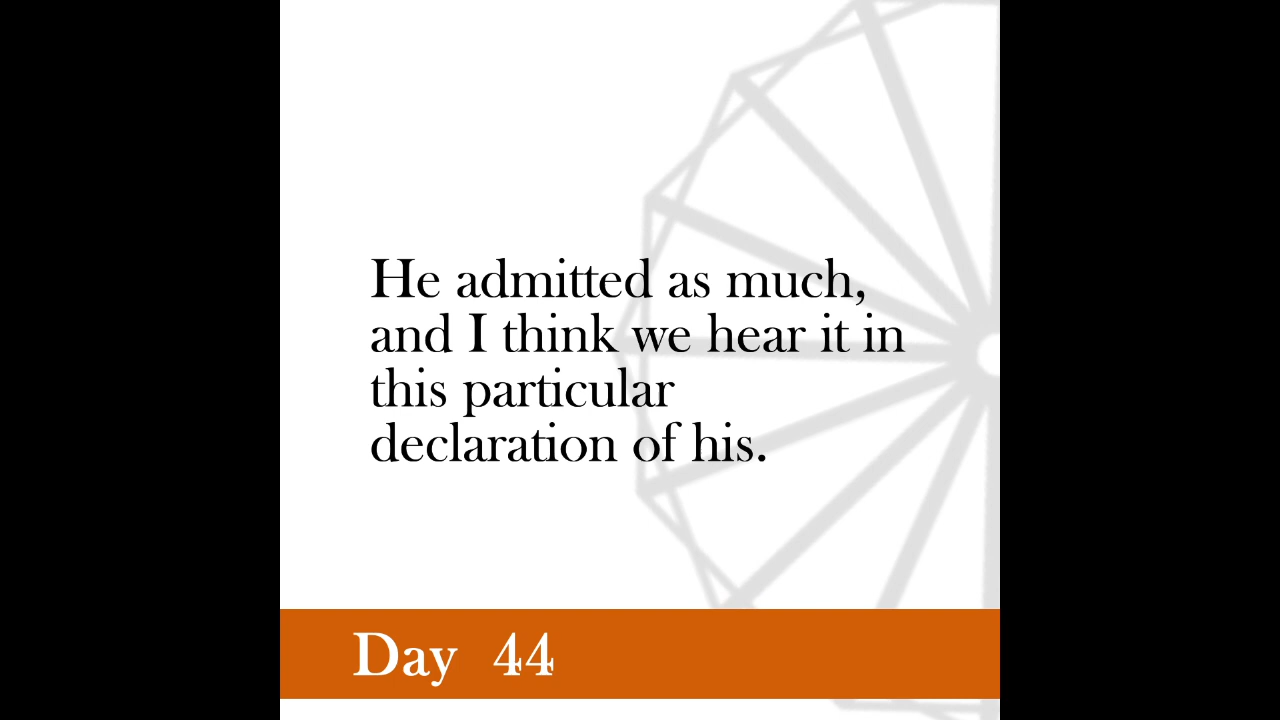 He admitted as much,
and I think we hear it in
this particular
declaration of his.
Day 44